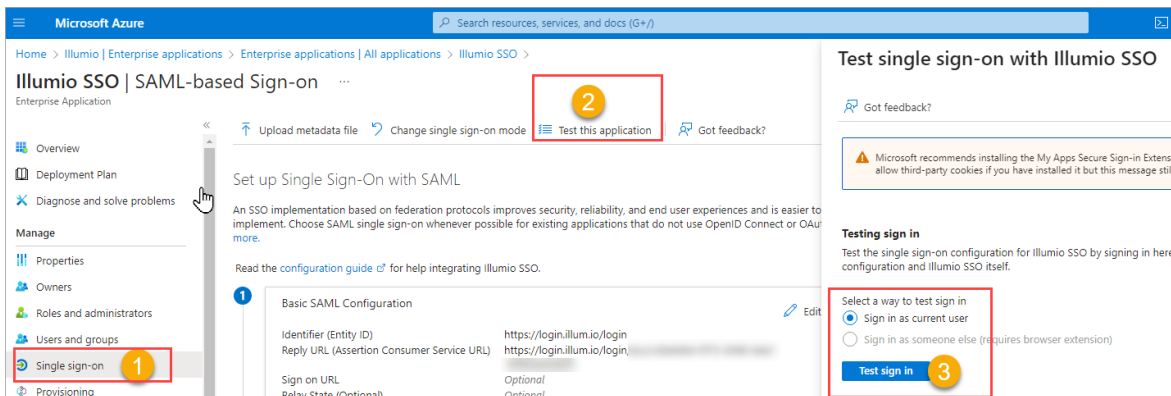 Microsoft Azure
Search resources, services, and docs (G+/)
Home > Illumio | Enterprise applications > Enterprise applications | All applications > Illumio SSO >
Illumio SSO | SAML-based Sign-on ...
Enterprise Application
2
Upload metadata file
Change single sign-on mode
Test this application
Got feedback?
Overview
Deployment Plan
Diagnose and solve problems
Manage
Properties
Owners
Roles and administrators
Users and groups
Single sign-on
1
Provisioning
Set up Single Sign-On with SAML
An SSO implementation based on federation protocols improves security, reliability, and end user experiences and is easier to
implement. Choose SAML single sign-on whenever possible for existing applications that do not use OpenID Connect or OAu
more.
Read the configuration guide for help integrating Illumio SSO.
1
Basic SAML Configuration
Edit
Identifier (Entity ID) https://login.illum.io/login
Reply URL (Assertion Consumer Service URL) https://login.illum.io/login
Sign on URL Optional
Relay State (Optional) Optional
Test single sign-on with Illumio SSO
Got feedback?
Microsoft recommends installing the My Apps Secure Sign-in Extens
allow third-party cookies if you have installed it but this message stil
Testing sign in
Test the single sign-on configuration for Illumio SSO by signing in here
configuration and Illumio SSO itself.
Select a way to test sign in
Sign in as current user
Sign in as someone else (requires browser extension)
Test sign in
3